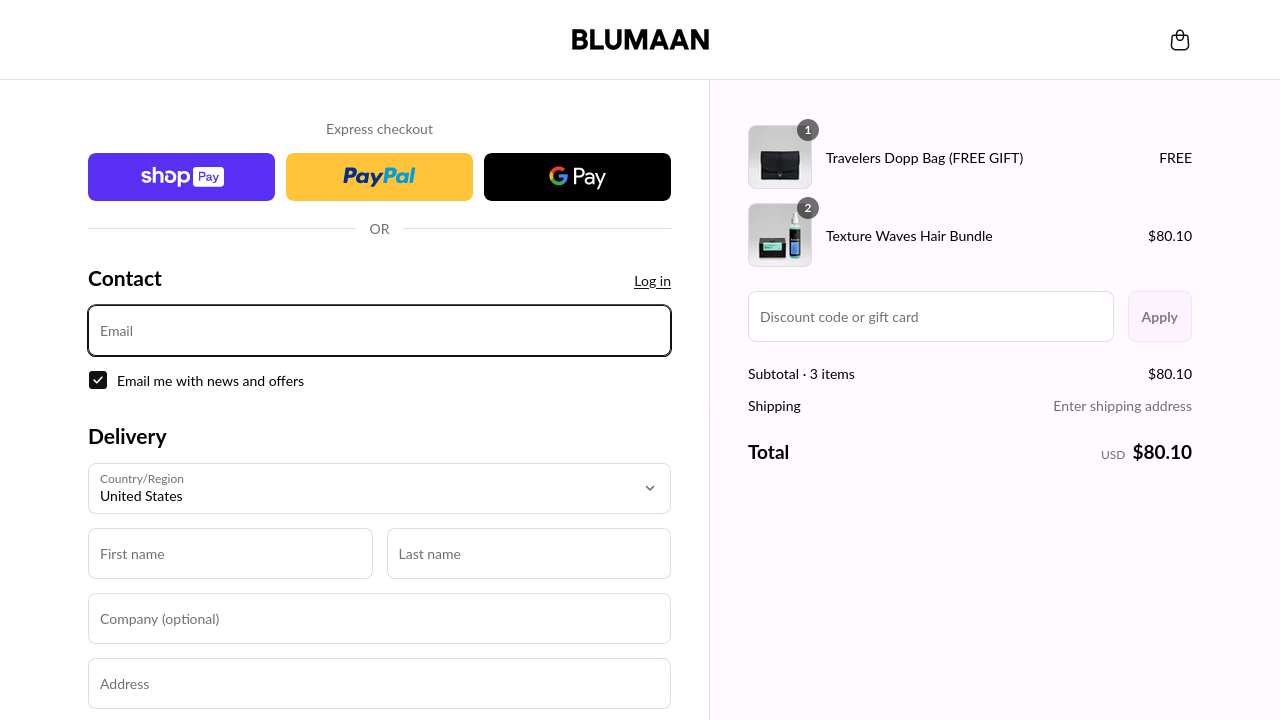 BLUMAAN
Express checkout
shop Pay
PayPal
G Pay
OR
Contact
Log in
Email
Email me with news and offers
Delivery
Country/Region
United States
First name
Last name
Company (optional)
Address
1
Travelers Dopp Bag (FREE GIFT)
FREE
2
Texture Waves Hair Bundle
$80.10
Discount code or gift card
Apply
Subtotal · 3 items
$80.10
Shipping
Enter shipping address
Total
USD $80.10